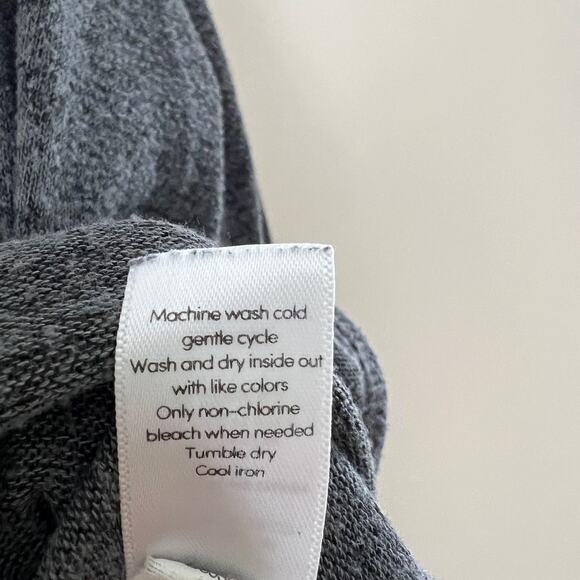 Machine wash cold
gentle cycle
Wash and dry inside out
with like colors
Only non-chlorine
bleach when needed
Tumble dry
Cool iron